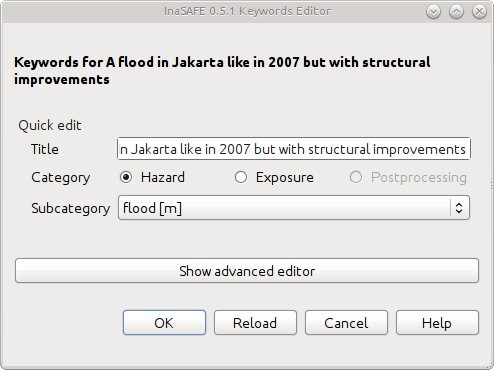 InaSAFE 0.5.1 Keywords Editor
Keywords for A flood in Jakarta like in 2007 but with structural
improvements
Quick edit
Title n Jakarta like in 2007 but with structural improvements
Category Hazard Exposure Postprocessing
Subcategory flood [m]
Show advanced editor
OK Reload Cancel Help